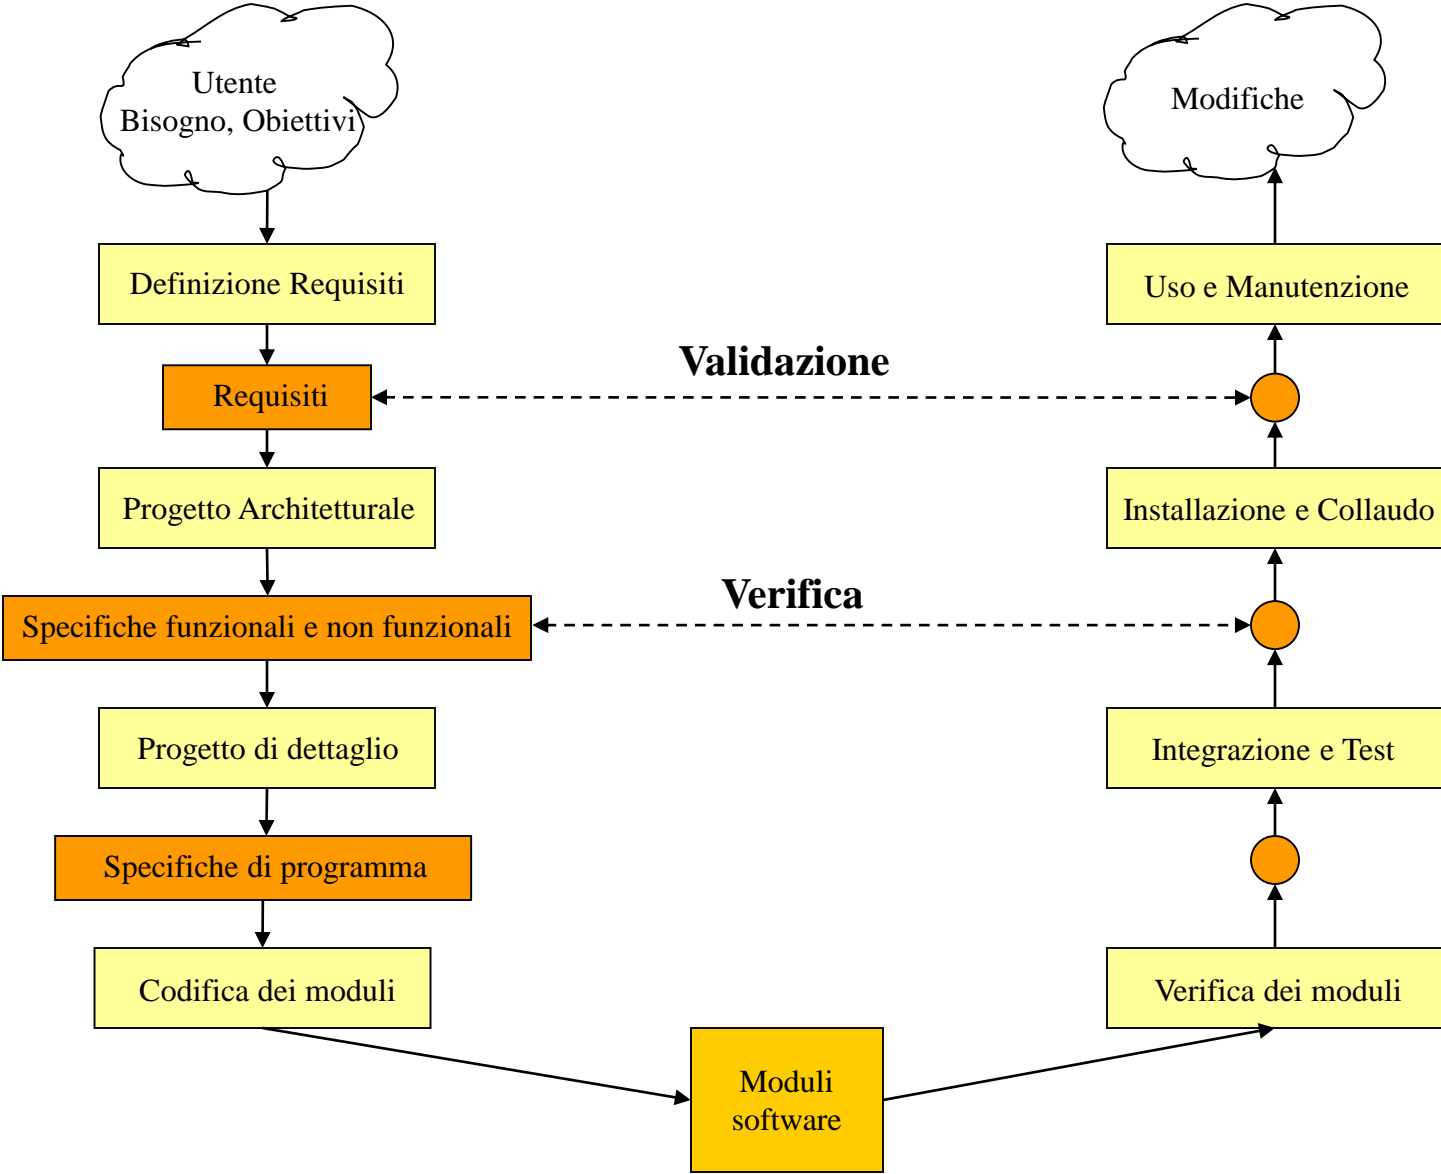 Utente
Bisogno, Obiettivi
Modifiche
Definizione Requisiti
Uso e Manutenzione
Validazione
Requisiti
Progetto Architetturale
Installazione e Collaudo
Verifica
Specifiche funzionali e non funzionali
Progetto di dettaglio
Integrazione e Test
Specifiche di programma
Codifica dei moduli
Verifica dei moduli
Moduli
software